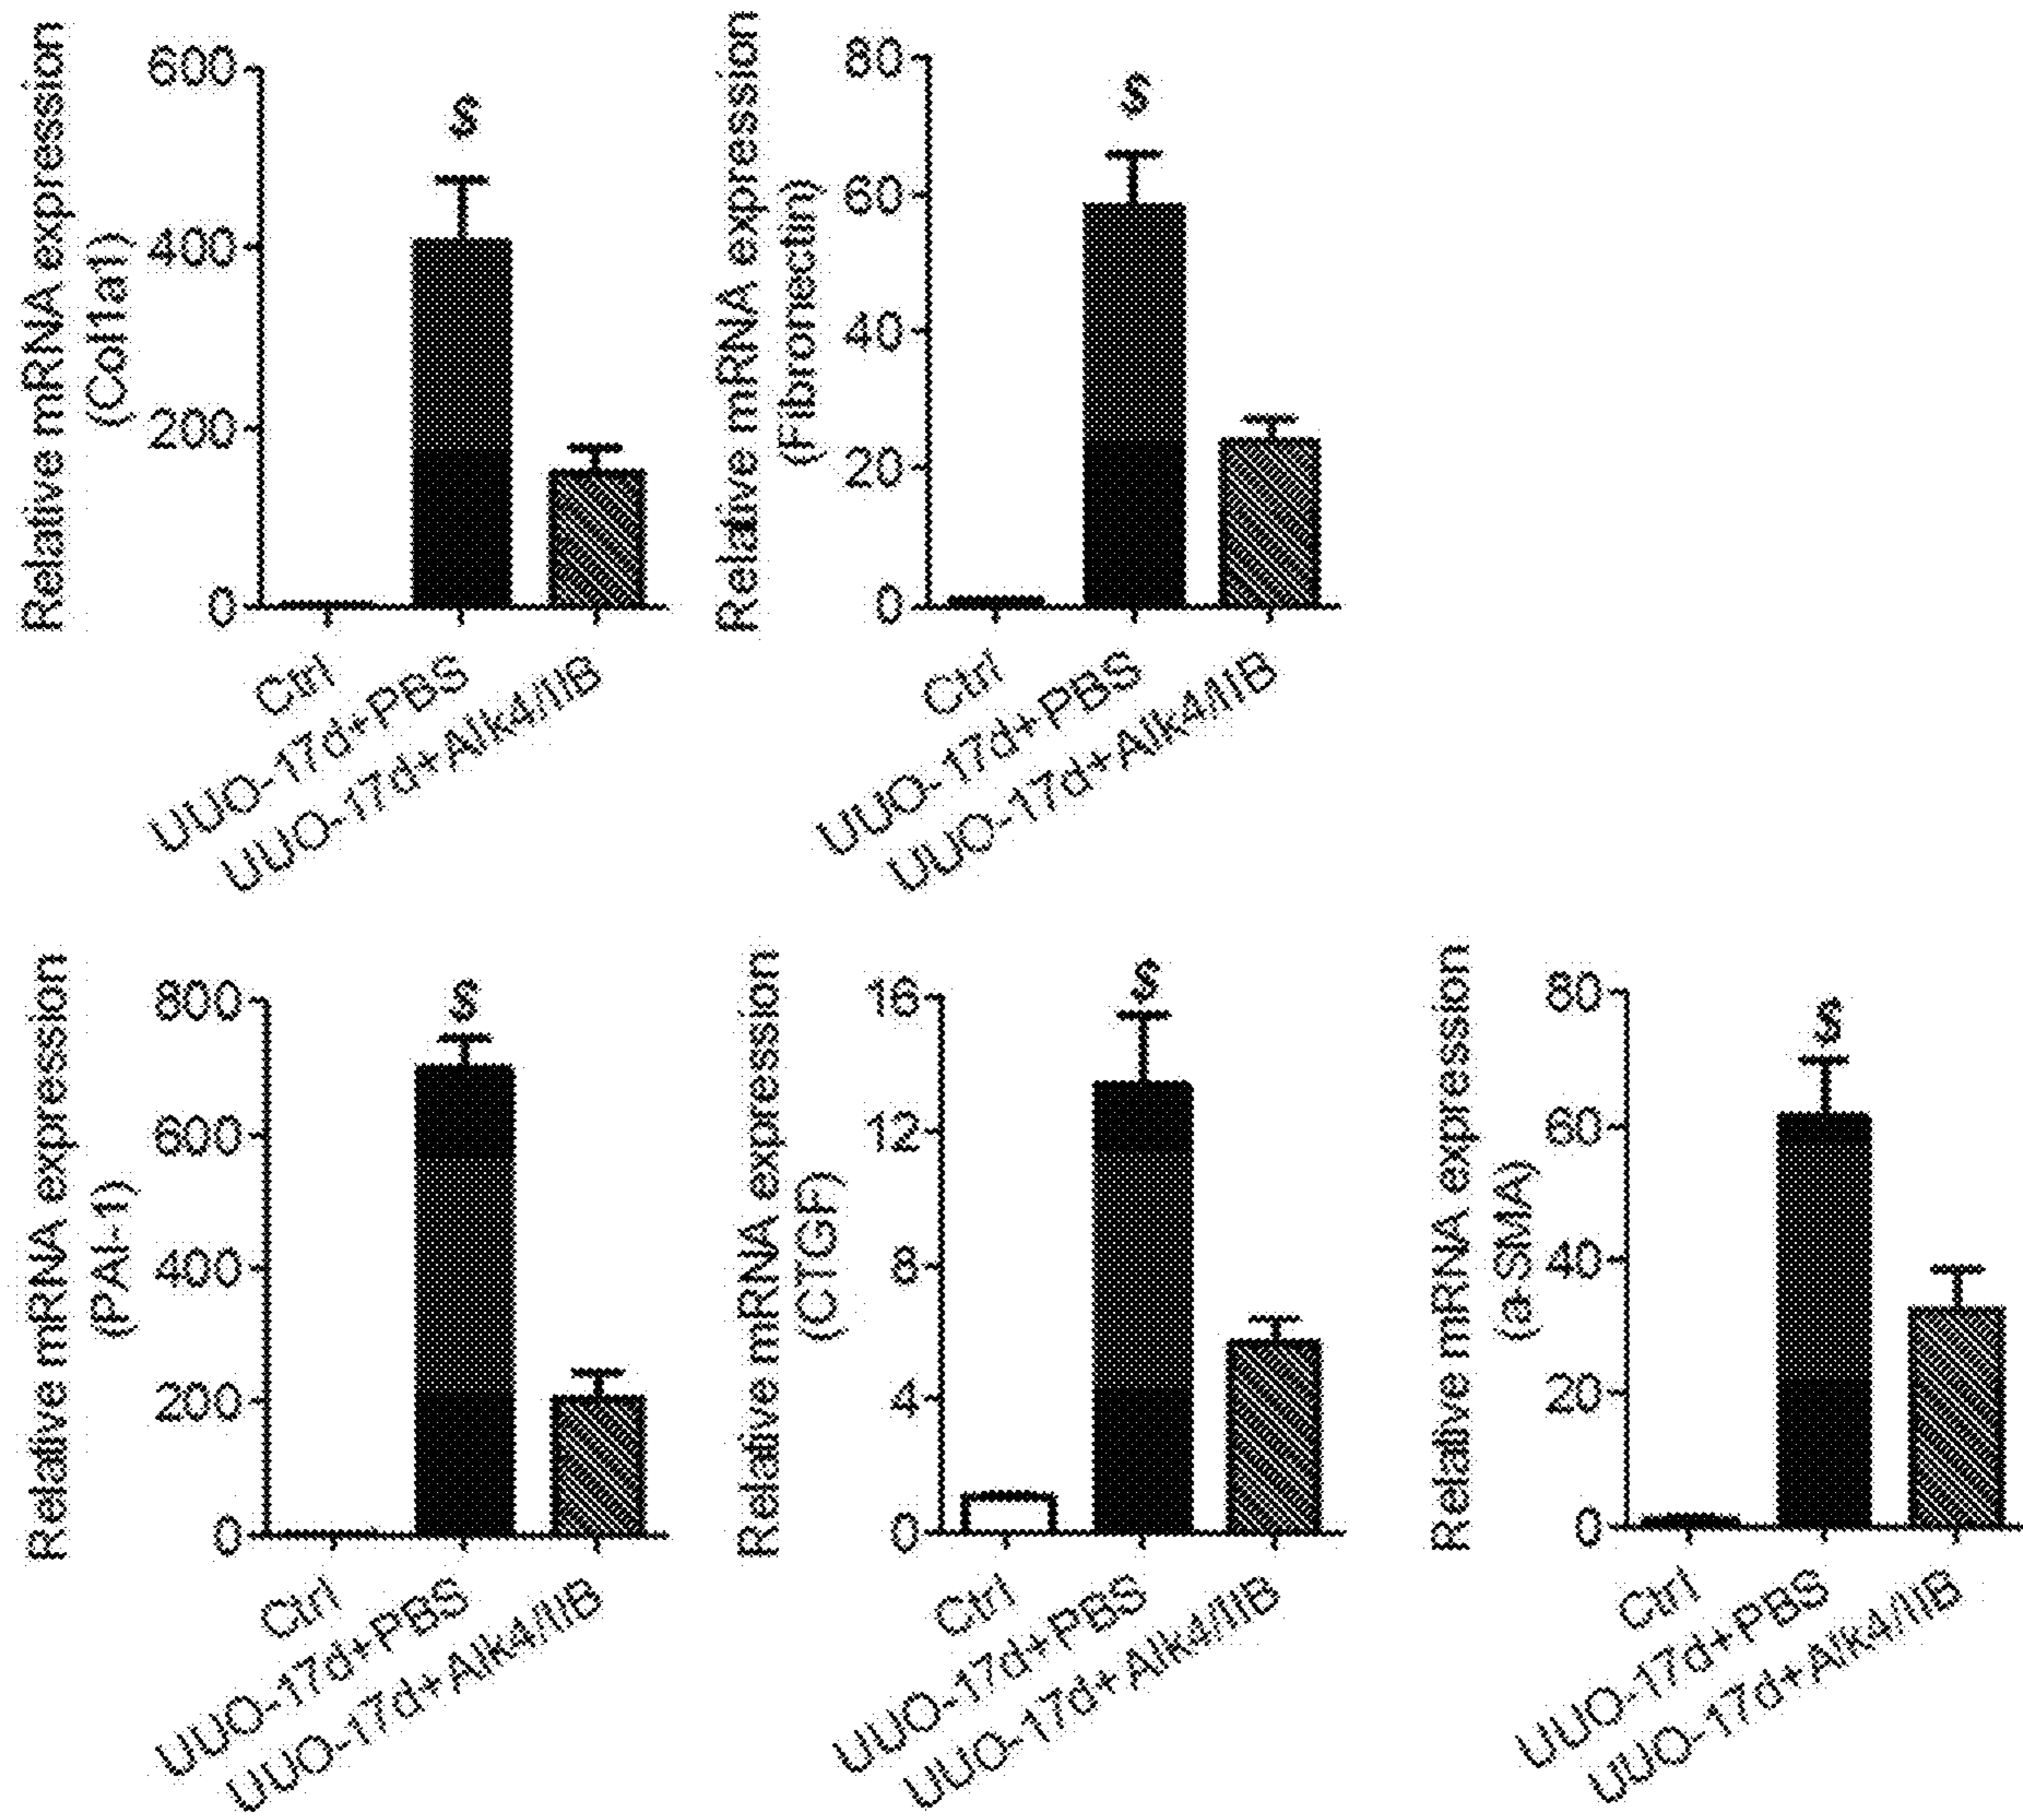 Relative mRNA expression
(Col1a1)
600
400
200
0
$
Ctrl
UUO-17d+PBS
UUO-17d+Alk4/IIB
Relative mRNA expression
(Fibronectin)
80
60
40
20
0
$
Ctrl
UUO-17d+PBS
UUO-17d+Alk4/IIB
Relative mRNA expression
(PAI-1)
800
600
400
200
0
$
Ctrl
UUO-17d+PBS
UUO-17d+Alk4/IIB
Relative mRNA expression
(CTGF)
16
12
8
4
0
$
Ctrl
UUO-17d+PBS
UUO-17d+Alk4/IIB
Relative mRNA expression
(a-SMA)
80
60
40
20
0
$
Ctrl
UUO-17d+PBS
UUO-17d+Alk4/IIB